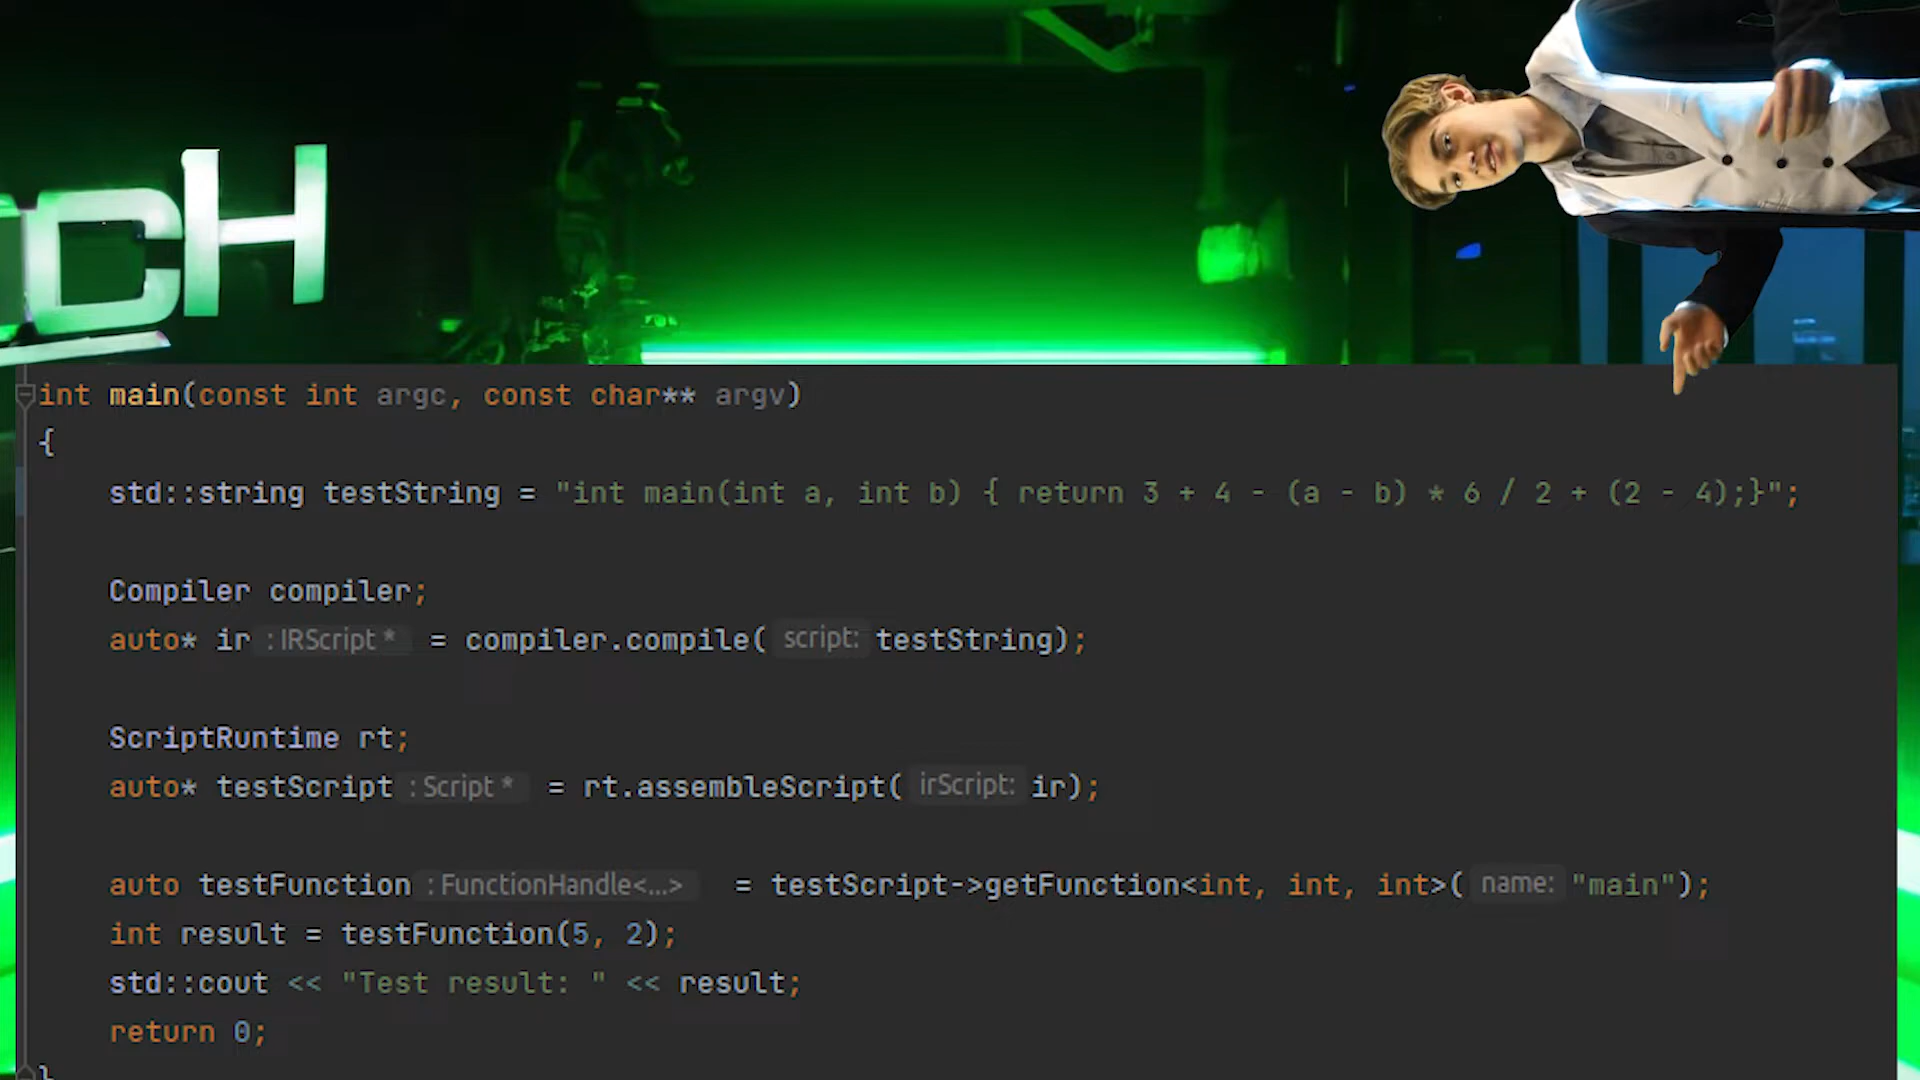 CH
int main(const int argc, const char** argv)
{
std::string testString = "int main(int a, int b) { return 3 + 4 - (a - b) * 6 / 2 + (2 - 4);}";
Compiler compiler;
auto* ir : IRScript * = compiler.compile( script: testString);
ScriptRuntime rt;
auto* testScript : Script * = rt.assembleScript( irScript: ir);
auto testFunction : FunctionHandle<...> = testScript->getFunction<int, int, int>( name: "main");
int result = testFunction(5, 2);
std::cout << "Test result: " << result;
return 0;
}